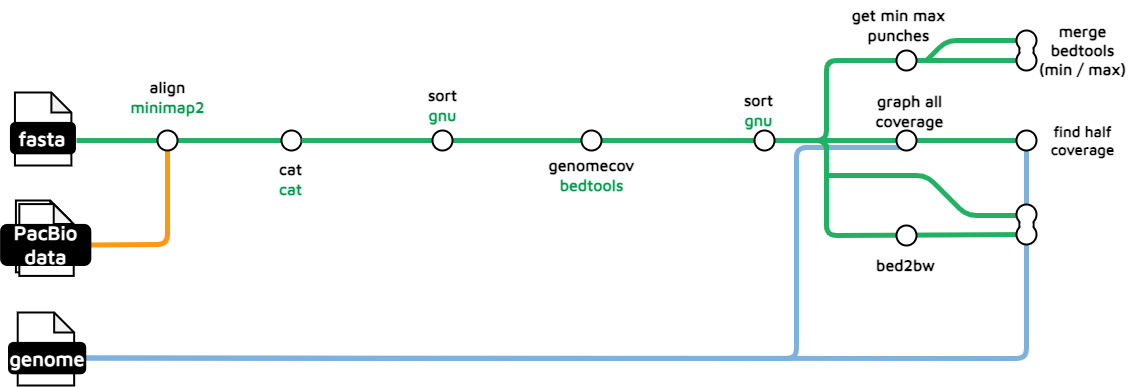 get min max
punches
merge
bedtools
(min / max)
align
minimap2
sort
gnu
sort
gnu
graph all
coverage
fasta
find half
coverage
cat
cat
genomecov
bedtools
PacBio
data
bed2bw
genome